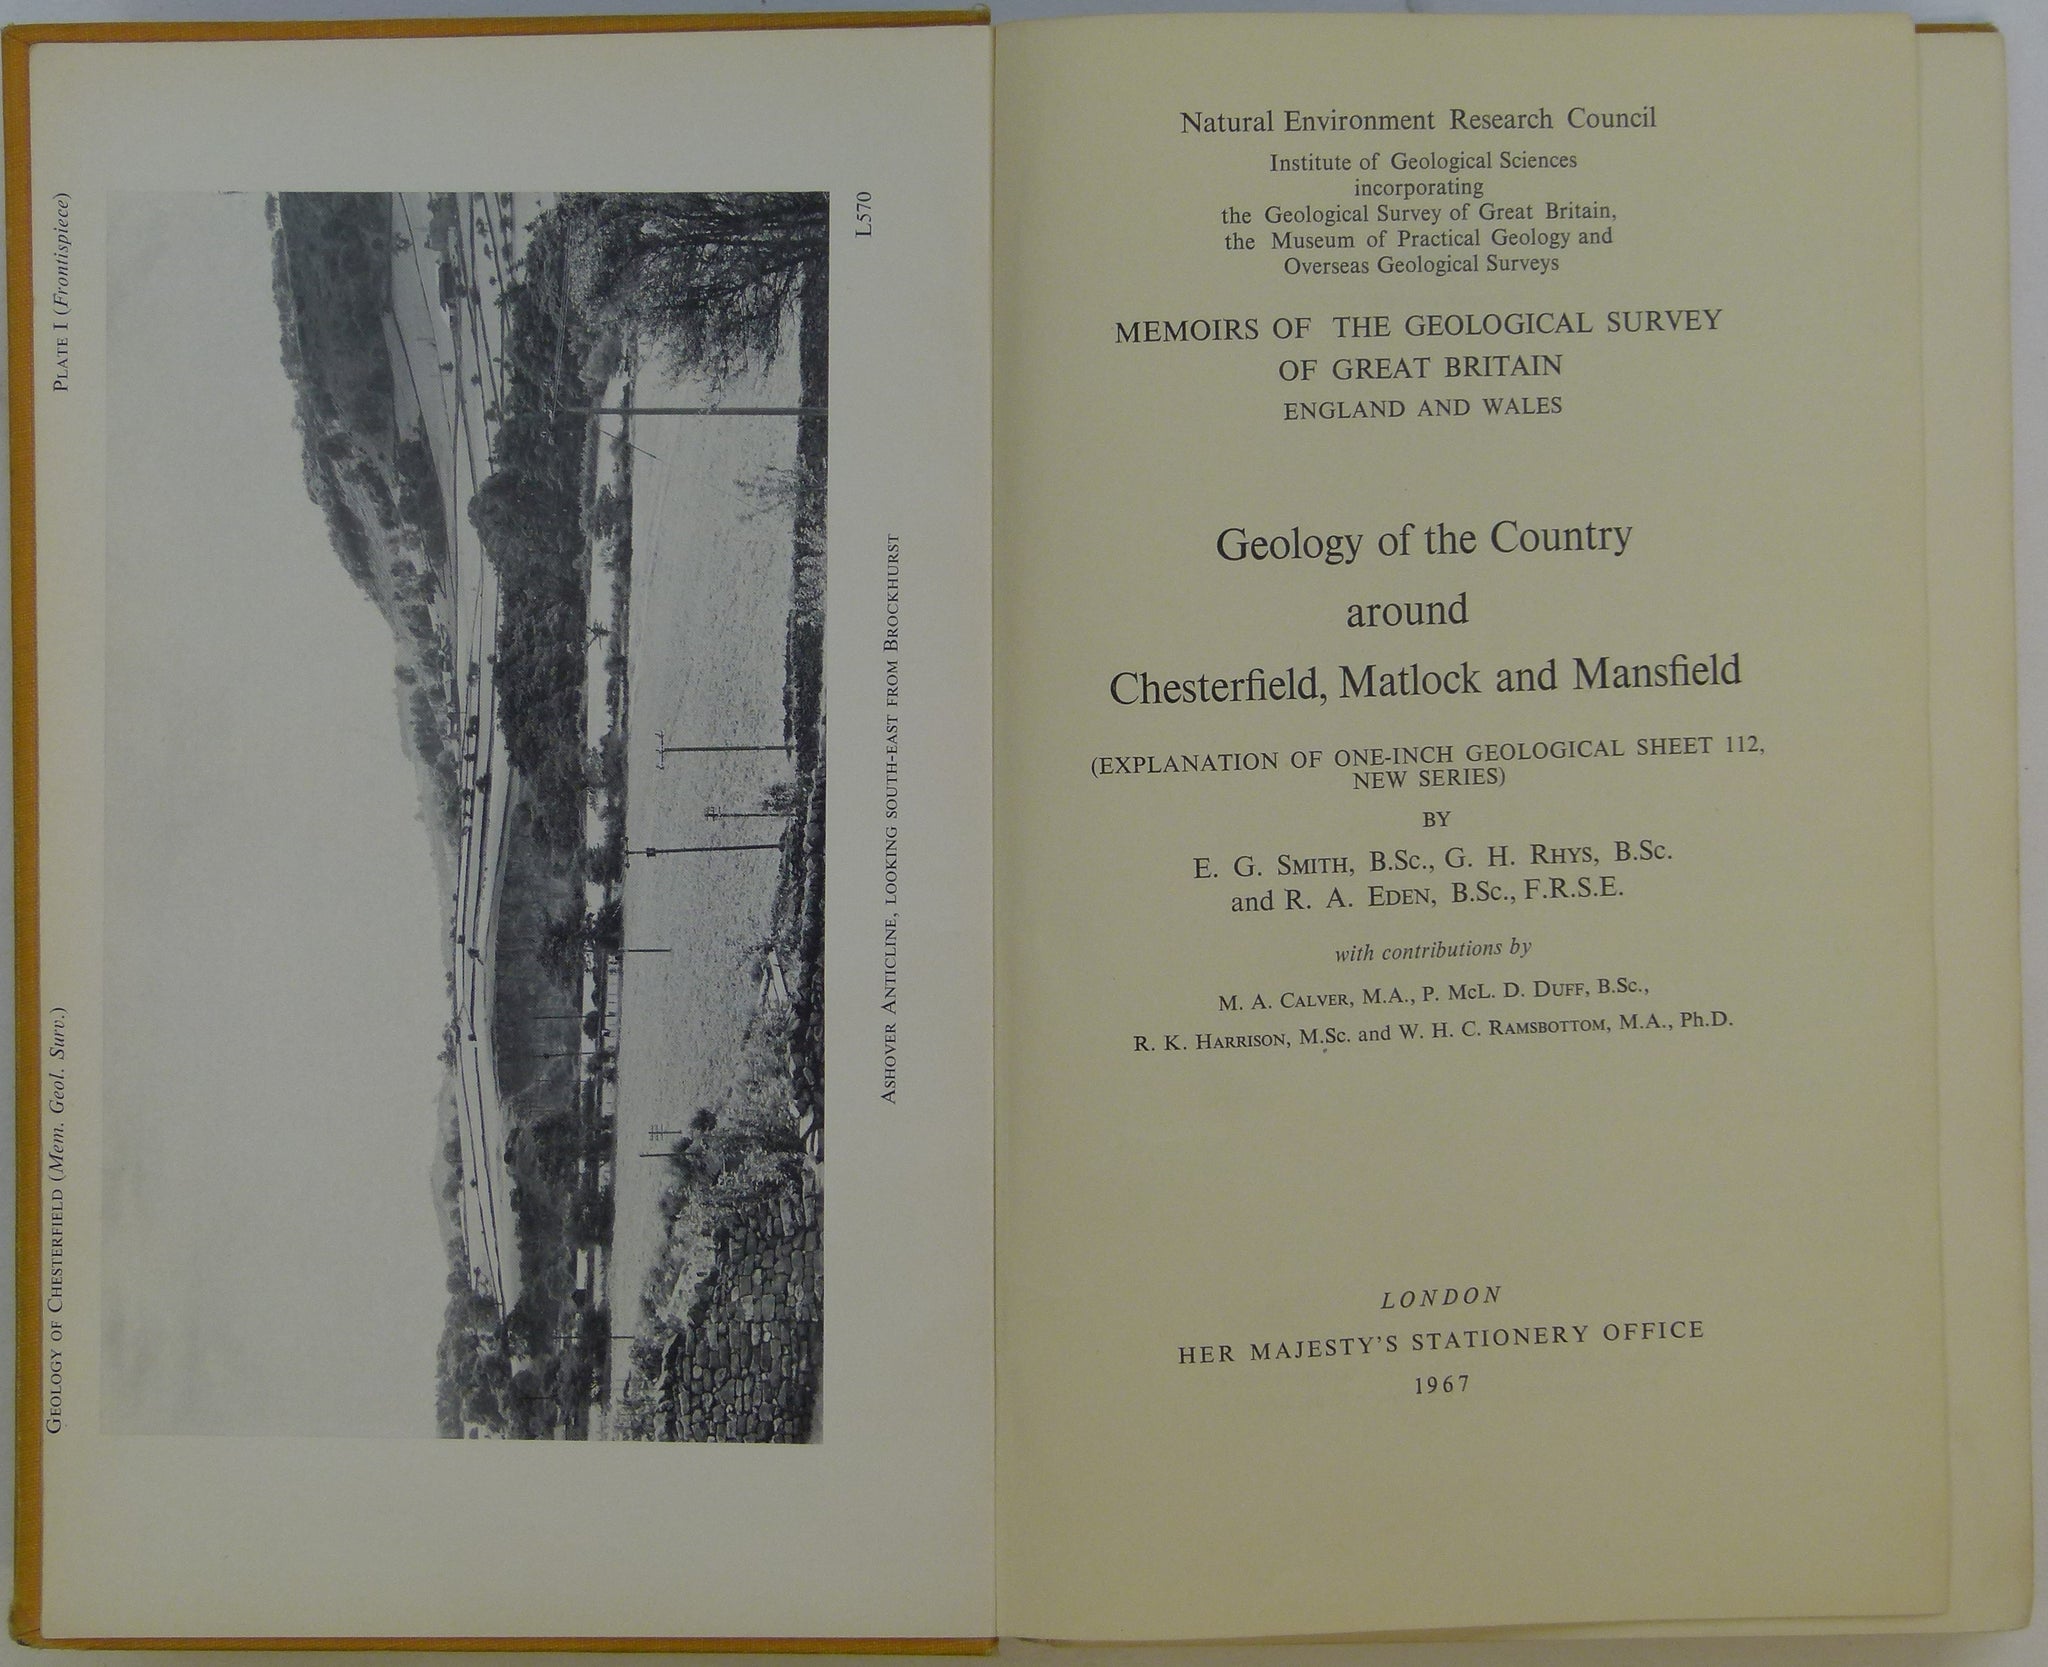 GEOLOGY OF CHESTERFIELD (Mem. Geol. Surv.)
PLATE I (Frontispiece)
L570
ASHOVER ANTICLINE, LOOKING SOUTH-EAST FROM BROCKHURST
Natural Environment Research Council
Institute of Geological Sciences
incorporating
the Geological Survey of Great Britain,
the Museum of Practical Geology and
Overseas Geological Surveys
MEMOIRS OF THE GEOLOGICAL SURVEY
OF GREAT BRITAIN
ENGLAND AND WALES
Geology of the Country
around
Chesterfield, Matlock and Mansfield
(EXPLANATION OF ONE-INCH GEOLOGICAL SHEET 112,
NEW SERIES)
BY
E. G. SMITH, B.Sc., G. H. RHYS, B.Sc.
and R. A. EDEN, B.Sc., F.R.S.E.
with contributions by
M. A. CALVER, M.A., P. McL. D. DUFF, B.Sc.,
R. K. HARRISON, M.Sc. and W. H. C. RAMSBOTTOM, M.A., Ph.D.
LONDON
HER MAJESTY'S STATIONERY OFFICE
1967